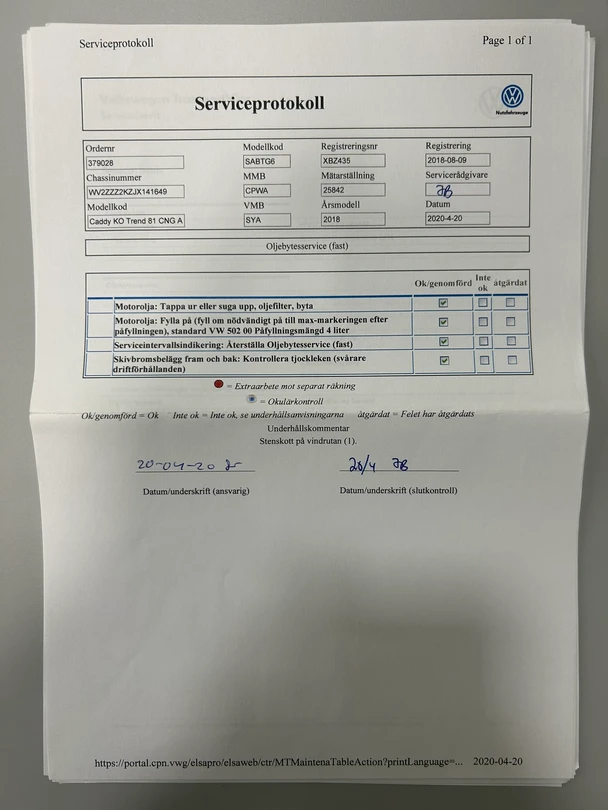 Serviceprotokoll Page 1 of 1
Serviceprotokoll
Nutzfahrzeuge
Ordernr Modellkod Registreringsnr Registrering
379028 SABTG6 XBZ435 2018-08-09
Chassinummer MMB Mätarställning Servicerådgivare
WV2ZZZ2KZJX141649 CPWA 25842 JB
Modellkod VMB Årsmodell Datum
Caddy KO Trend 81 CNG A SYA 2018 2020-4-20
Oljebytesservice (fast)
Ok/genomförd Inte ok åtgärdat
Motorolja: Tappa ur eller suga upp, oljefilter, byta
Motorolja: Fylla på (fyll om nödvändigt på till max-markeringen efter
påfyllningen), standard VW 502 00 Påfyllningsmängd 4 liter
Serviceintervallsindikering: Återställa Oljebytesservice (fast)
Skivbromsbelägg fram och bak: Kontrollera tjockleken (svårare
driftförhållanden)
= Extraarbete mot separat räkning
= Okulärkontroll
Ok/genomförd = Ok Inte ok = Inte ok, se underhållsanvisningarna åtgärdat = Felet har åtgärdats
Underhållskommentar
Stenskott på vindrutan (1).
20-04-20 20/4 JB
Datum/underskrift (ansvarig) Datum/underskrift (slutkontroll)
https://portal.cpn.vwg/elsapro/elsaweb/ctr/MTMaintenaTableAction?printLanguage=... 2020-04-20